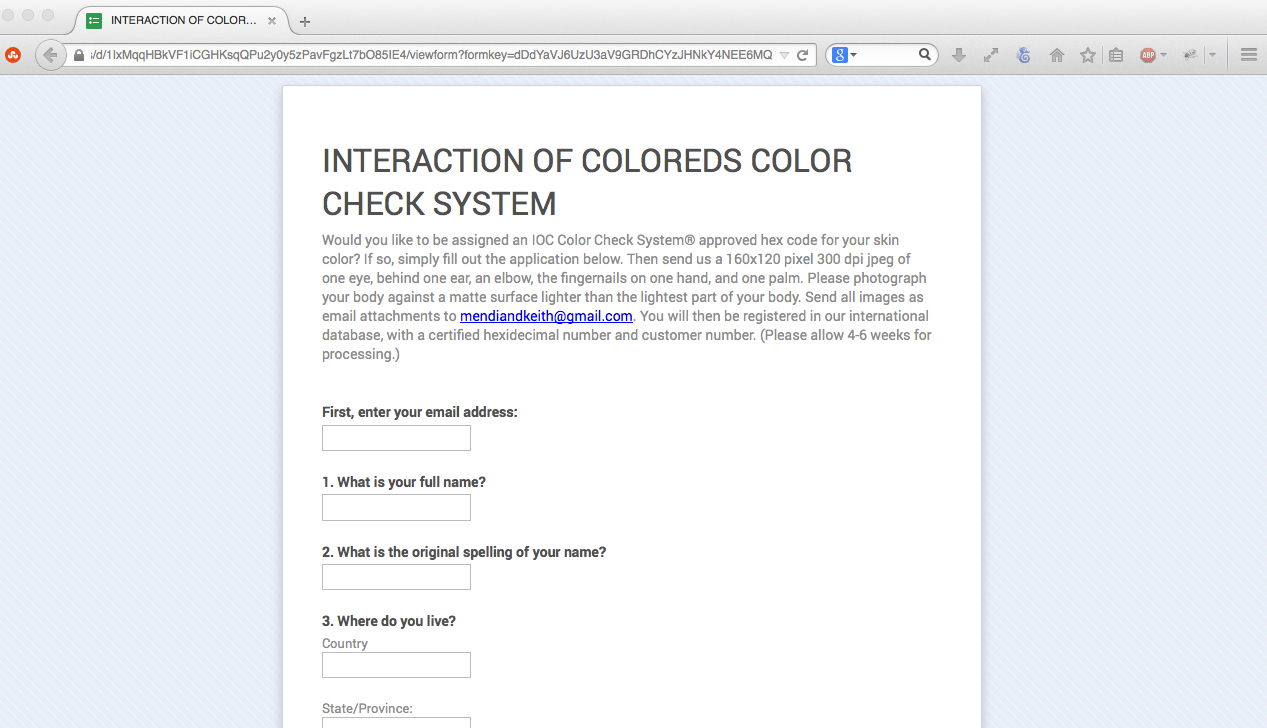 INTERACTION OF COLOR...
/d/1IxMqqHBkVF1iCGHKsqQPu2y0y5zPavFgzLt7bO85IE4/viewform?formkey=dDdYaVJ6UzU3aV9GRDhCYzJHNkY4NEE6MQ
8
ABP
INTERACTION OF COLOREDS COLOR
CHECK SYSTEM
Would you like to be assigned an IOC Color Check System® approved hex code for your skin
color? If so, simply fill out the application below. Then send us a 160x120 pixel 300 dpi jpeg of
one eye, behind one ear, an elbow, the fingernails on one hand, and one palm. Please photograph
your body against a matte surface lighter than the lightest part of your body. Send all images as
email attachments to mendiandkeith@gmail.com. You will then be registered in our international
database, with a certified hexidecimal number and customer number. (Please allow 4-6 weeks for
processing.)
First, enter your email address:
1. What is your full name?
2. What is the original spelling of your name?
3. Where do you live?
Country
State/Province: